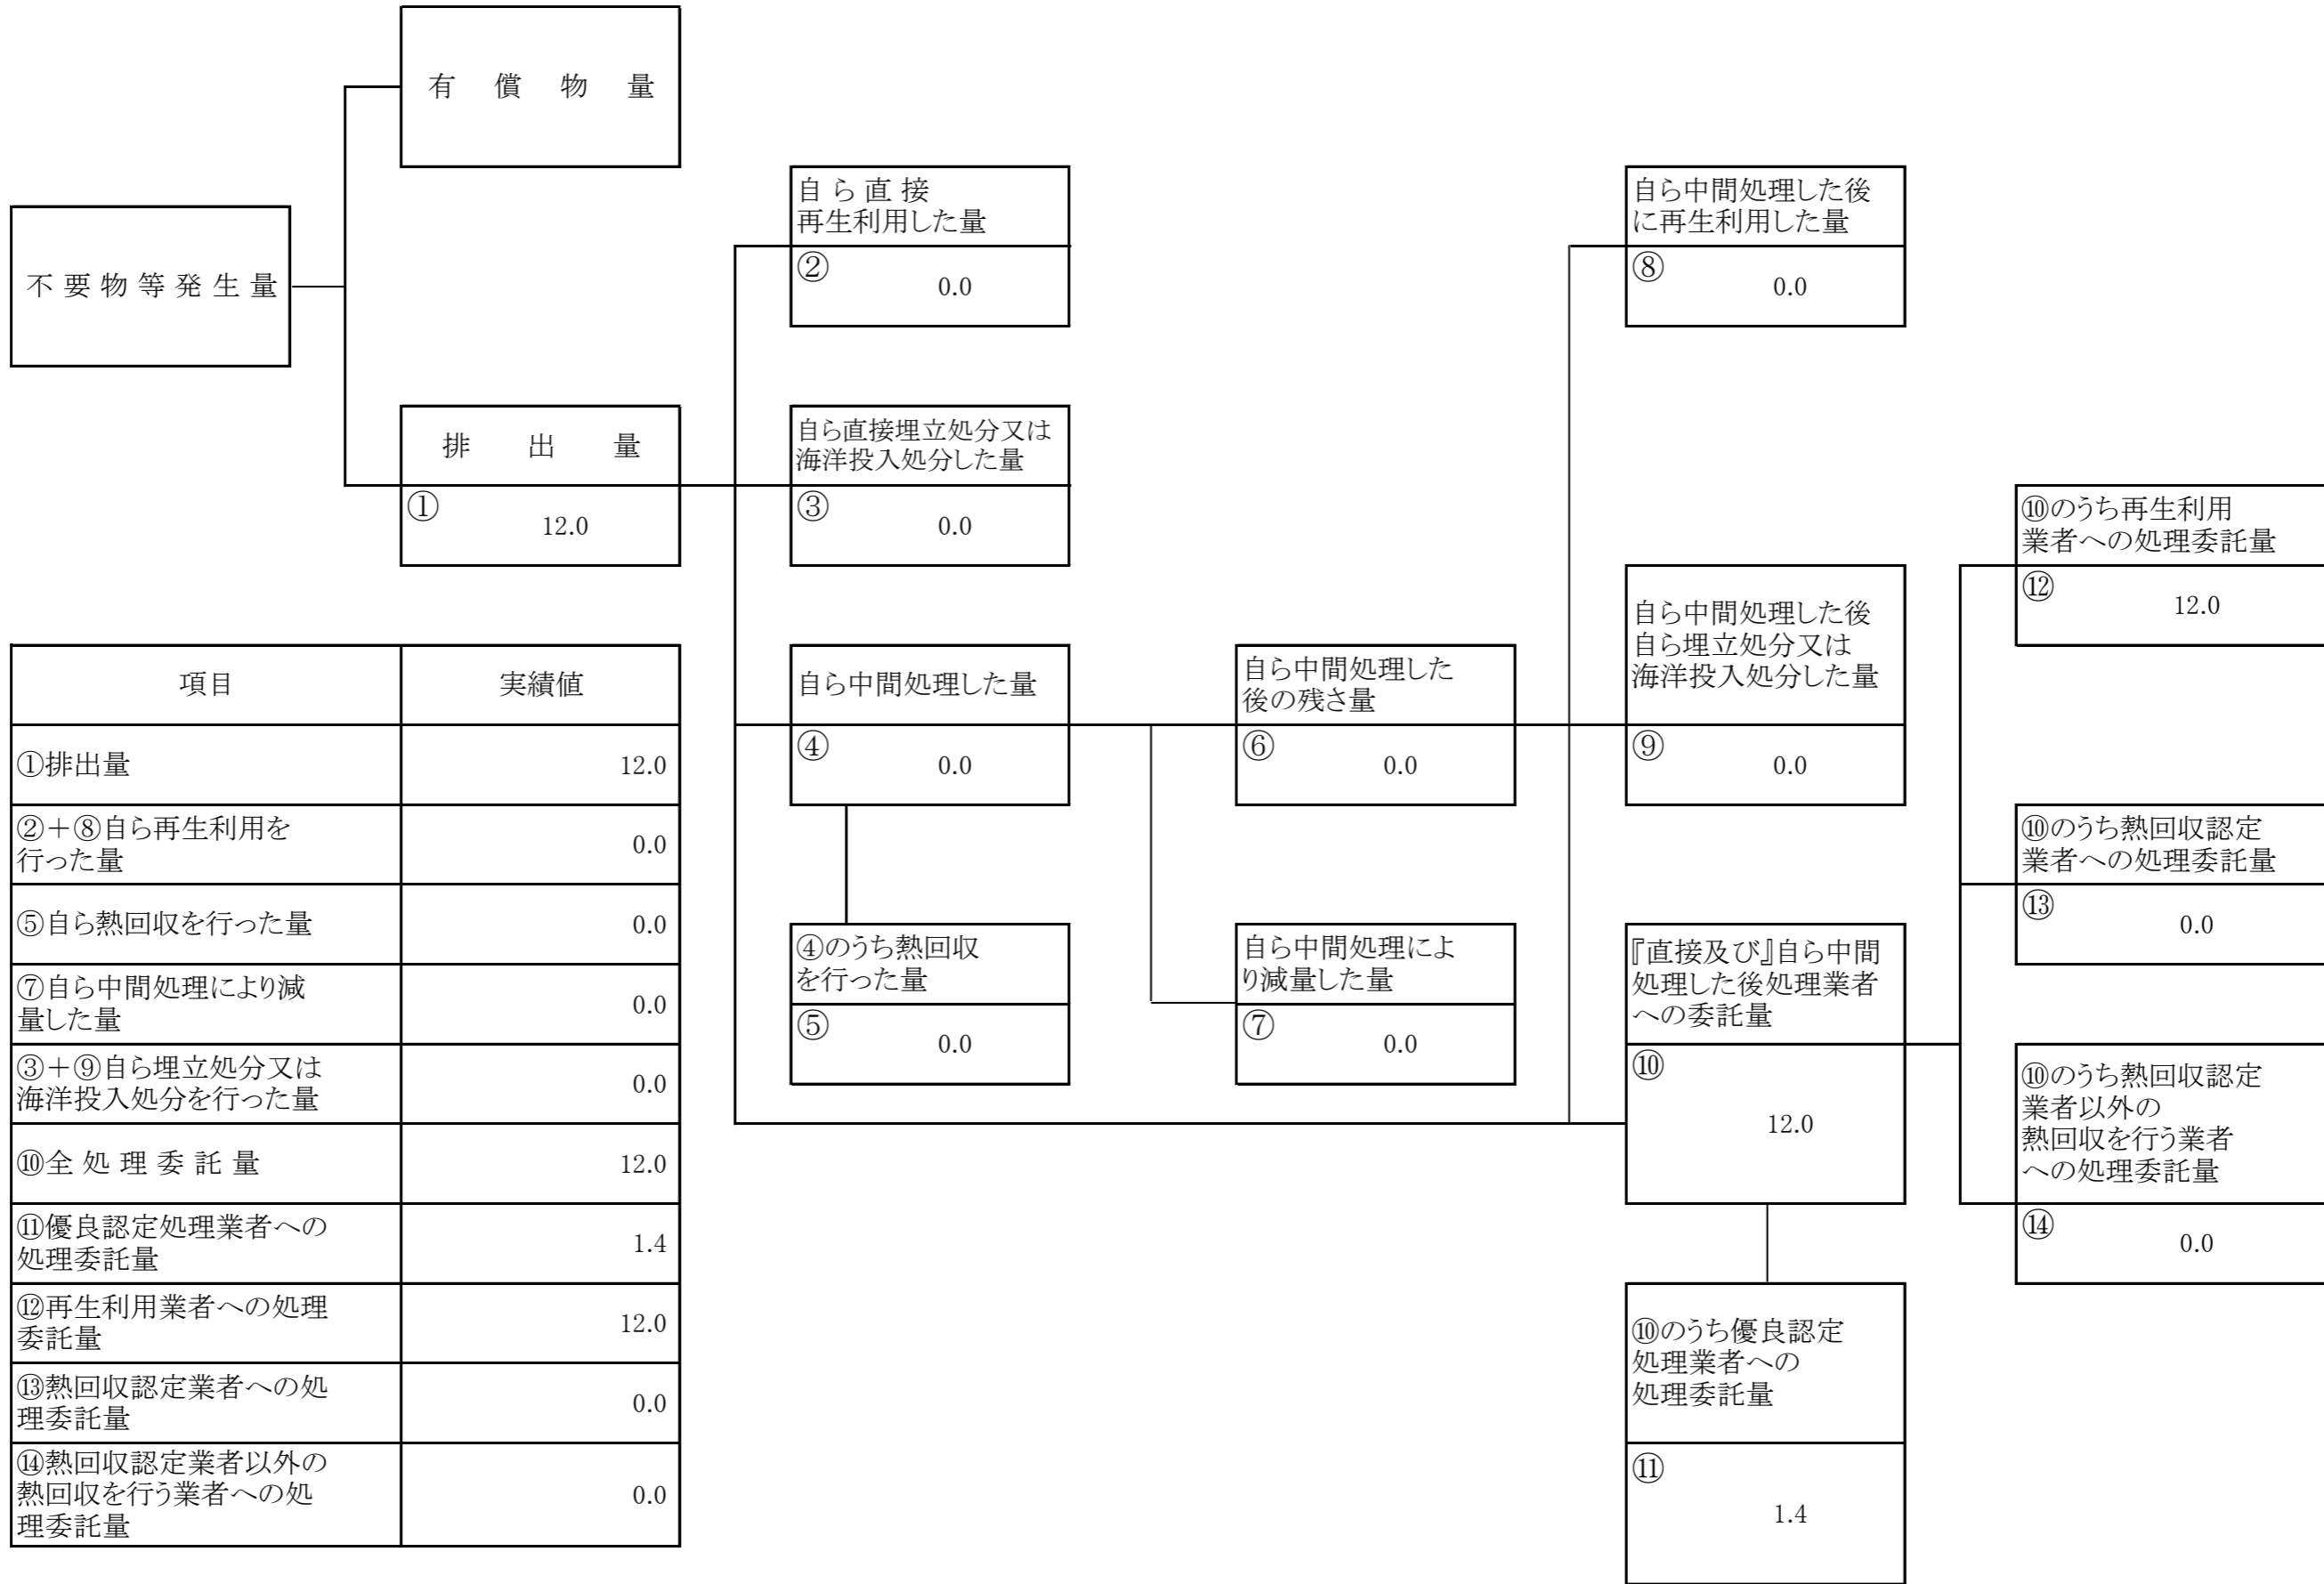 有償物量
不要物等発生量
排出量
①
12.0
自ら直接
再生利用した量
②
0.0
自ら直接埋立処分又は
海洋投入処分した量
③
0.0
自ら中間処理した量
④
0.0
④のうち熱回収
を行った量
⑤
0.0
自ら中間処理した
後の残さ量
⑥
0.0
自ら中間処理によ
り減量した量
⑦
0.0
自ら中間処理した後
に再生利用した量
⑧
0.0
自ら中間処理した後
自ら埋立処分又は
海洋投入処分した量
⑨
0.0
『直接及び』自ら中間
処理した後処理業者
への委託量
⑩
12.0
⑩のうち優良認定
処理業者への
処理委託量
⑪
1.4
⑩のうち再生利用
業者への処理委託量
⑫
12.0
⑩のうち熱回収認定
業者への処理委託量
⑬
0.0
⑩のうち熱回収認定
業者以外の
熱回収を行う業者
への処理委託量
⑭
0.0
項目 実績値
①排出量 12.0
②＋⑧自ら再生利用を
行った量 0.0
⑤自ら熱回収を行った量 0.0
⑦自ら中間処理により減
量した量 0.0
③＋⑨自ら埋立処分又は
海洋投入処分を行った量 0.0
⑩全処理委託量 12.0
⑪優良認定処理業者への
処理委託量 1.4
⑫再生利用業者への処理
委託量 12.0
⑬熱回収認定業者への処
理委託量 0.0
⑭熱回収認定業者以外の
熱回収を行う業者への処
理委託量 0.0